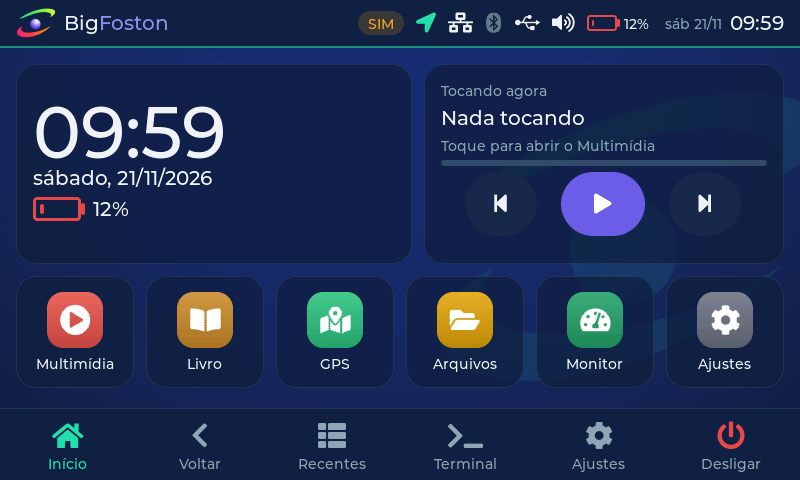 BigFoston
SIM
12%
sáb 21/11
09:59
09:59
sábado, 21/11/2026
12%
Tocando agora
Nada tocando
Toque para abrir o Multimídia
Multimídia
Livro
GPS
Arquivos
Monitor
Ajustes
Início
Voltar
Recentes
Terminal
Ajustes
Desligar